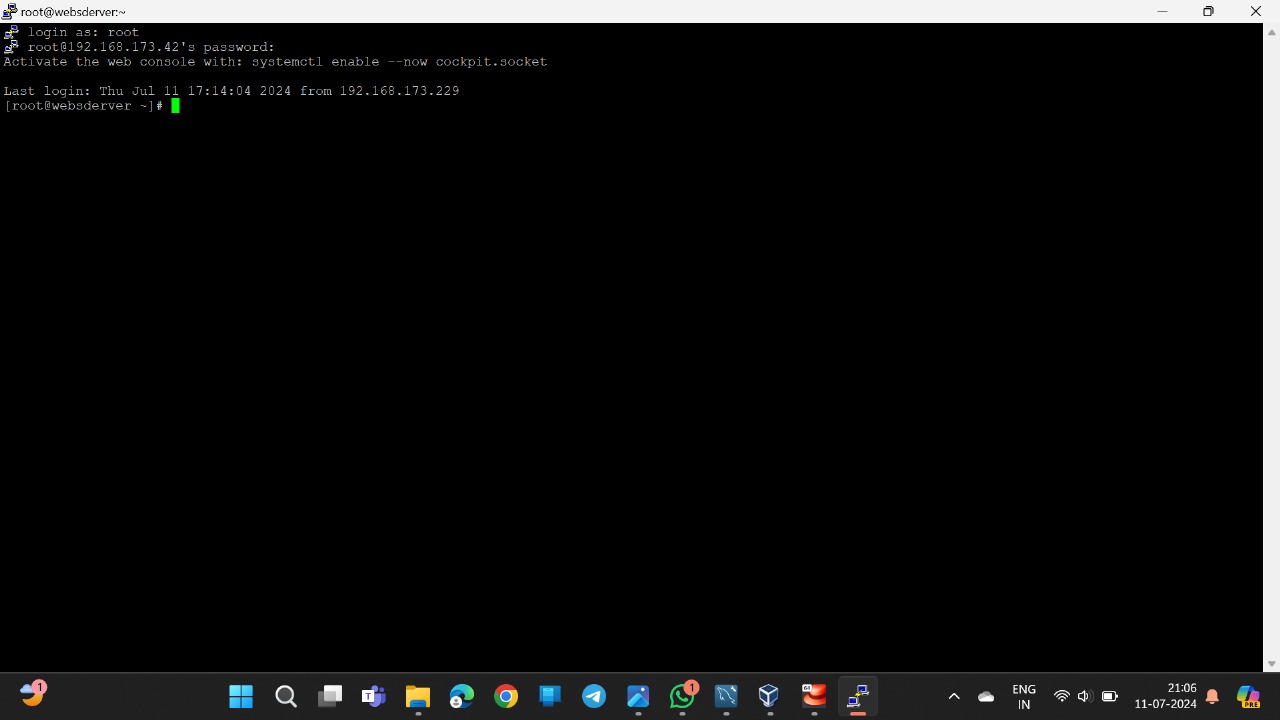 root@websderver:~
login as: root
root@192.168.173.42's password:
Activate the web console with: systemctl enable --now cockpit.socket
Last login: Thu Jul 11 17:14:04 2024 from 192.168.173.229
[root@websderver ~]#
1
T
1
64
ENG
IN
21:06
11-07-2024
PRE